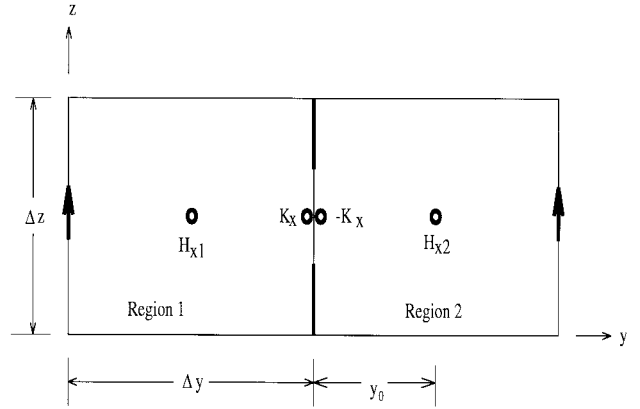 z
Δz
K_x -K_x
H_x1 H_x2
Region 1 Region 2
y
Δy y_0